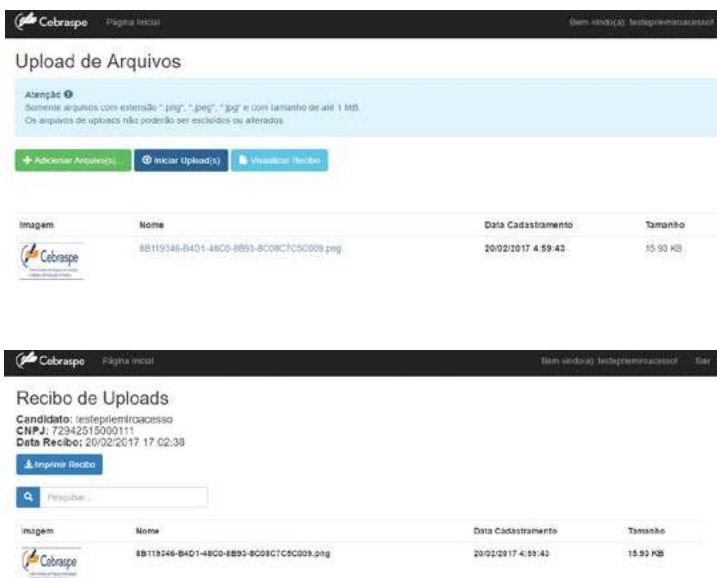 Cebraspe Página Inicial Bem vindo(a): testepriemiroacesso!
Upload de Arquivos
Atenção
Somente arquivos com extensão ".png", ".jpeg", ".jpg" e com tamanho de até 1 MB.
Os arquivos de uploads não poderão ser excluídos ou alterados.
Adicionar Arquivo(s)... Iniciar Upload(s) Visualizar Recibo
Imagem Nome Data Cadastramento Tamanho
Cebraspe 8B119346-B4D1-48C0-8B93-8C08C7C5C009.png 20/02/2017 4:59:43 15.93 KB
Cebraspe Página Inicial Bem vindo(a): testepriemiroacesso! Sair
Recibo de Uploads
Candidato: testepriemiroacesso
CNPJ: 72942515000111
Data Recibo: 20/02/2017 17:02:38
Imprimir Recibo
Pesquisar...
Imagem Nome Data Cadastramento Tamanho
Cebraspe 8B119346-B4D1-48C0-8B93-8C08C7C5C009.png 20/02/2017 4:59:43 15.93 KB